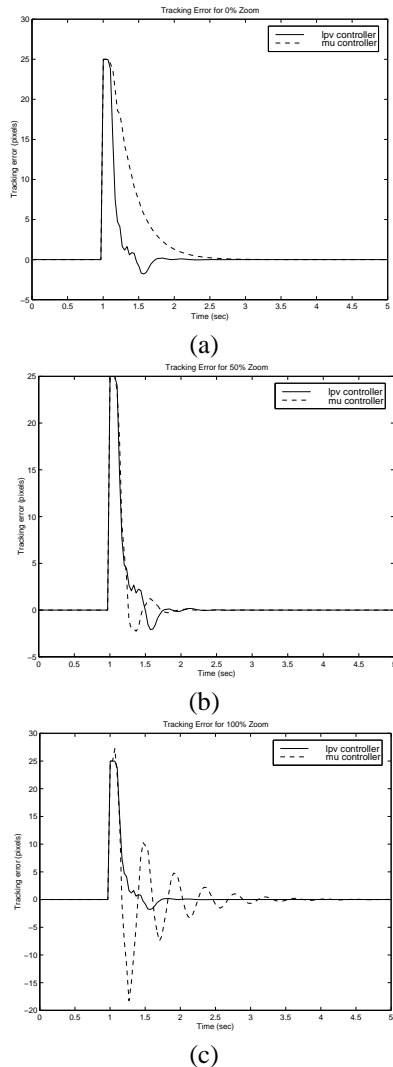 Tracking Error for 0% Zoom
lpv controller
mu controller
30
25
20
15
10
5
0
−5
Tracking error (pixels)
0 0.5 1 1.5 2 2.5 3 3.5 4 4.5 5
Time (sec)
(a)
Tracking Error for 50% Zoom
lpv controller
mu controller
25
20
15
10
5
0
−5
Tracking error (pixels)
0 0.5 1 1.5 2 2.5 3 3.5 4 4.5 5
Time (sec)
(b)
Tracking Error for 100% Zoom
lpv controller
mu controller
30
25
20
15
10
5
0
−5
−10
−15
−20
Tracking error (pixels)
0 0.5 1 1.5 2 2.5 3 3.5 4 4.5 5
Time (sec)
(c)